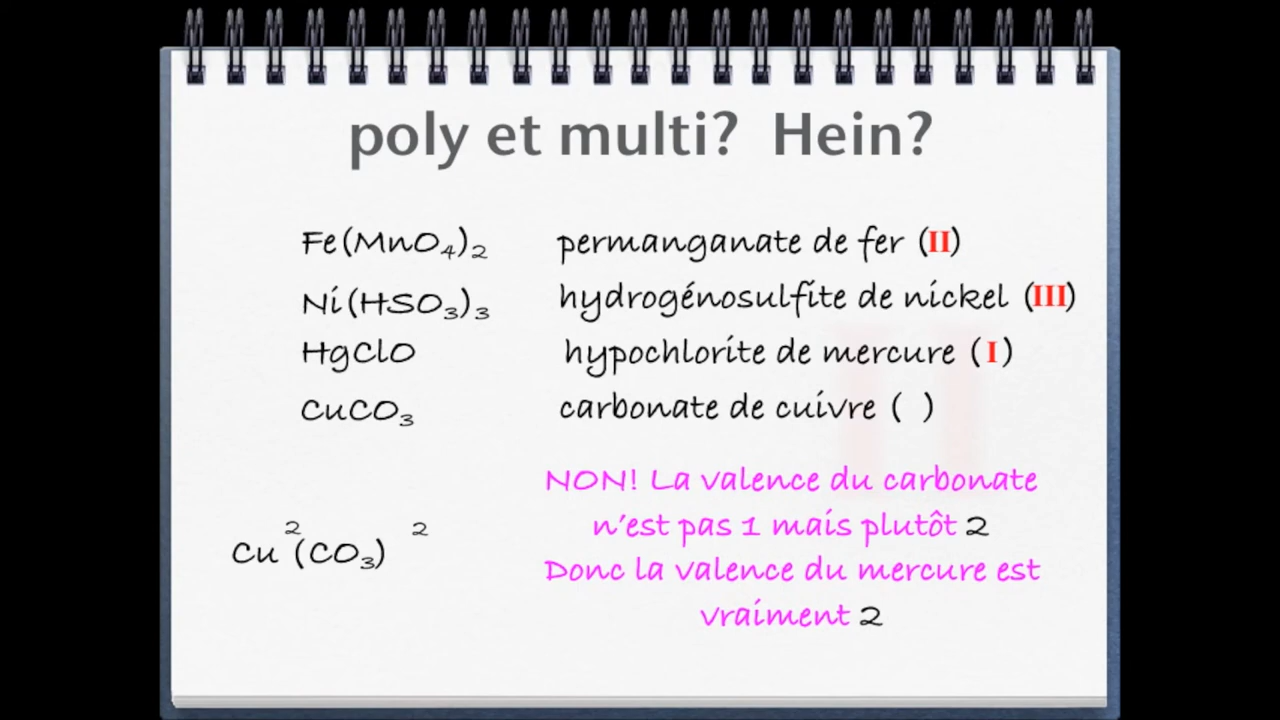 poly et multi? Hein?
Fe(MnO₄)₂ permanganate de fer (II)
Ni(HSO₃)₃ hydrogénosulfite de nickel (III)
HgClO hypochlorite de mercure (I)
CuCO₃ carbonate de cuivre ( )
NON! La valence du carbonate
n'est pas 1 mais plutôt 2
Donc la valence du mercure est
vraiment 2
2 2
Cu (CO₃)